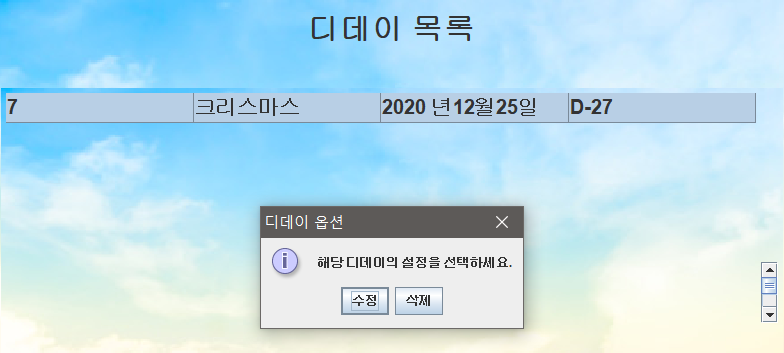 디데이 목록
7 크리스마스 2020 년12월25일 D-27
디데이 옵션
해당 디데이의 설정을 선택하세요.
수정 삭제